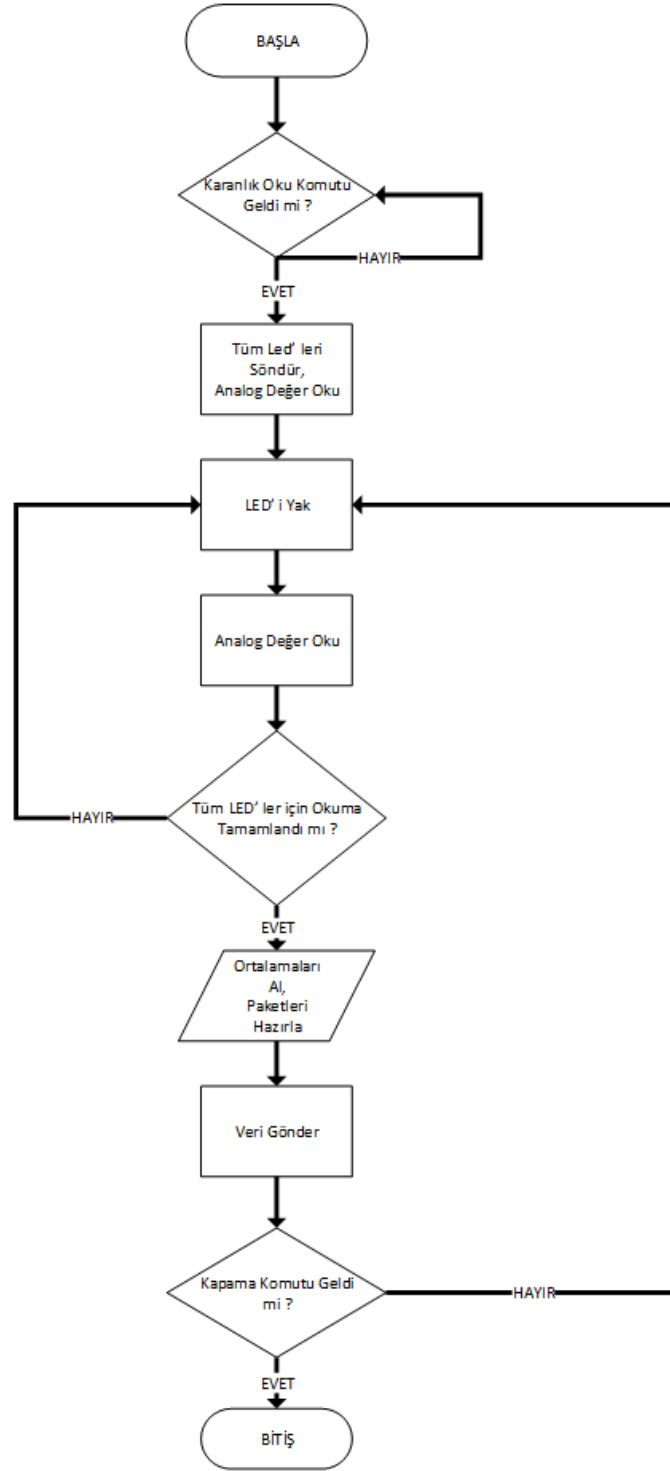 BAŞLA
Karanlık Oku Komutu
Geldi mi ?
HAYIR
EVET
Tüm Led' leri
Söndür,
Analog Değer Oku
LED' i Yak
Analog Değer Oku
Tüm LED' ler için Okuma
Tamamlandı mı ?
HAYIR
EVET
Ortalamaları
Al,
Paketleri
Hazırla
Veri Gönder
Kapama Komutu Geldi
mi ?
HAYIR
EVET
BİTİŞ